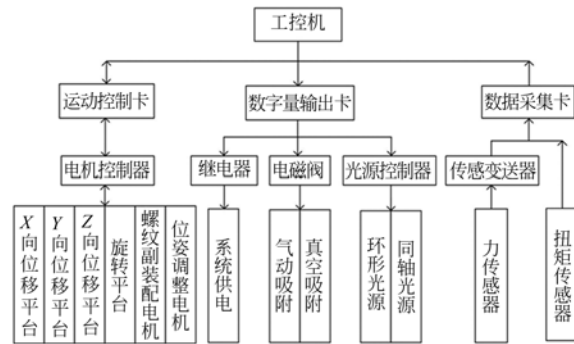 工控机
运动控制卡
数字量输出卡
数据采集卡
电机控制器
继电器
电磁阀
光源控制器
传感变送器
X向位移平台
Y向位移平台
Z向位移平台
旋转平台
螺纹副装配电机
位姿调整电机
系统供电
气动吸附
真空吸附
环形光源
同轴光源
力传感器
扭矩传感器